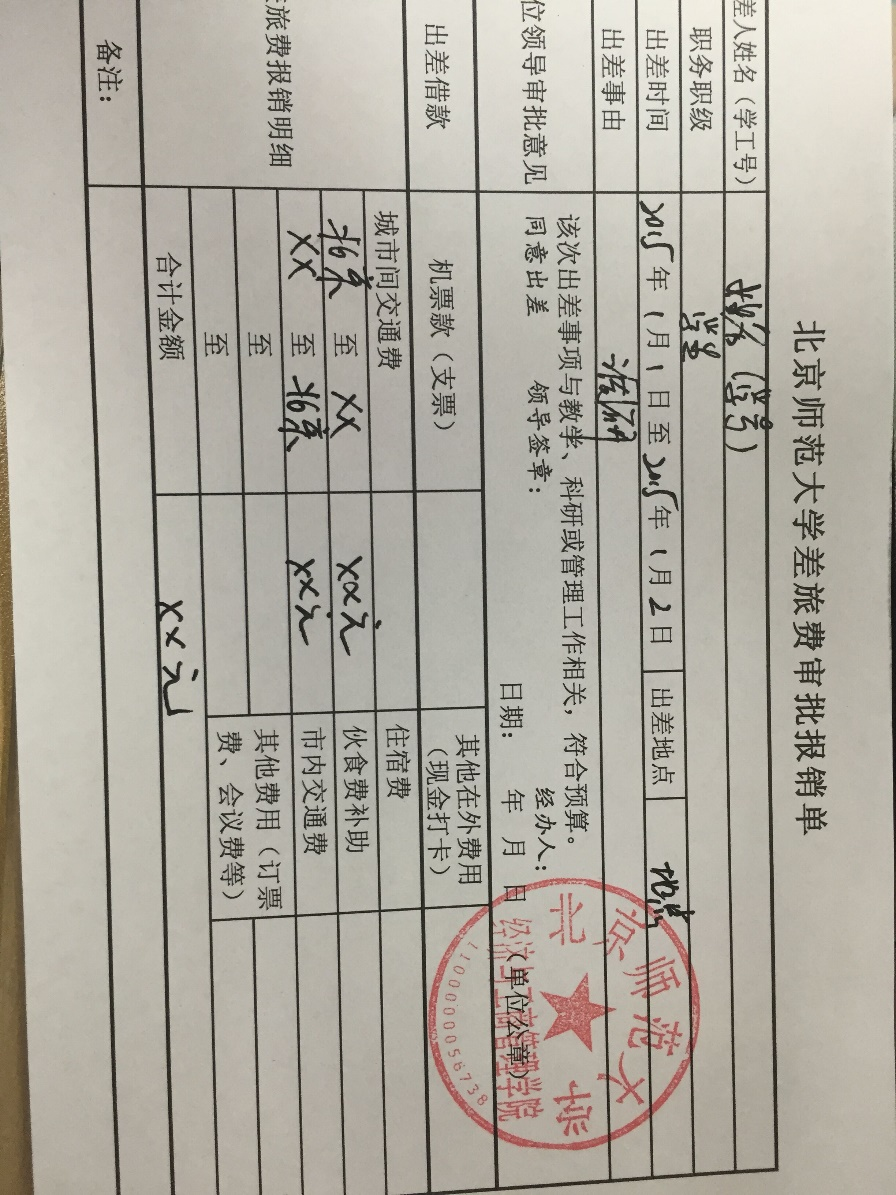 北京师范大学差旅费审批报销单
差人姓名（学工号） 姓名（学号）
职务职级 学生
出差时间 2015年1月1日至2015年1月2日 出差地点 地点
出差事由 调研
位领导审批意见 该次出差事项与教学、科研或管理工作相关，符合预算。
同意出差 领导签章： 经办人：
日期： 年 月 日 （单位公章）
出差借款 机票款（支票） 其他在外费用（现金打卡）
旅费报销明细 城市间交通费 住宿费
北京 至 XX XX元 伙食费补助
XX 至 北京 XX元 市内交通费
至 其他费用（订票
至 费、会议费等）
合计金额 XX元
备注：
北京师范大学
经济与工商管理学院
1100000056738